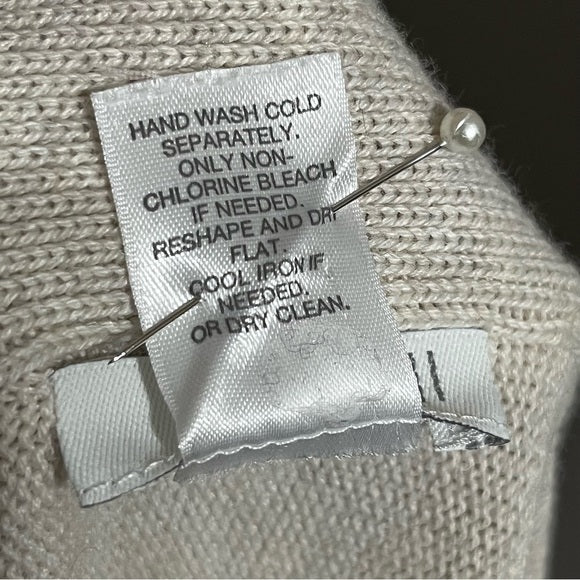 HAND WASH COLD
SEPARATELY.
ONLY NON-
CHLORINE BLEACH
IF NEEDED.
RESHAPE AND DRY
FLAT.
COOL IRON IF
NEEDED.
OR DRY CLEAN.